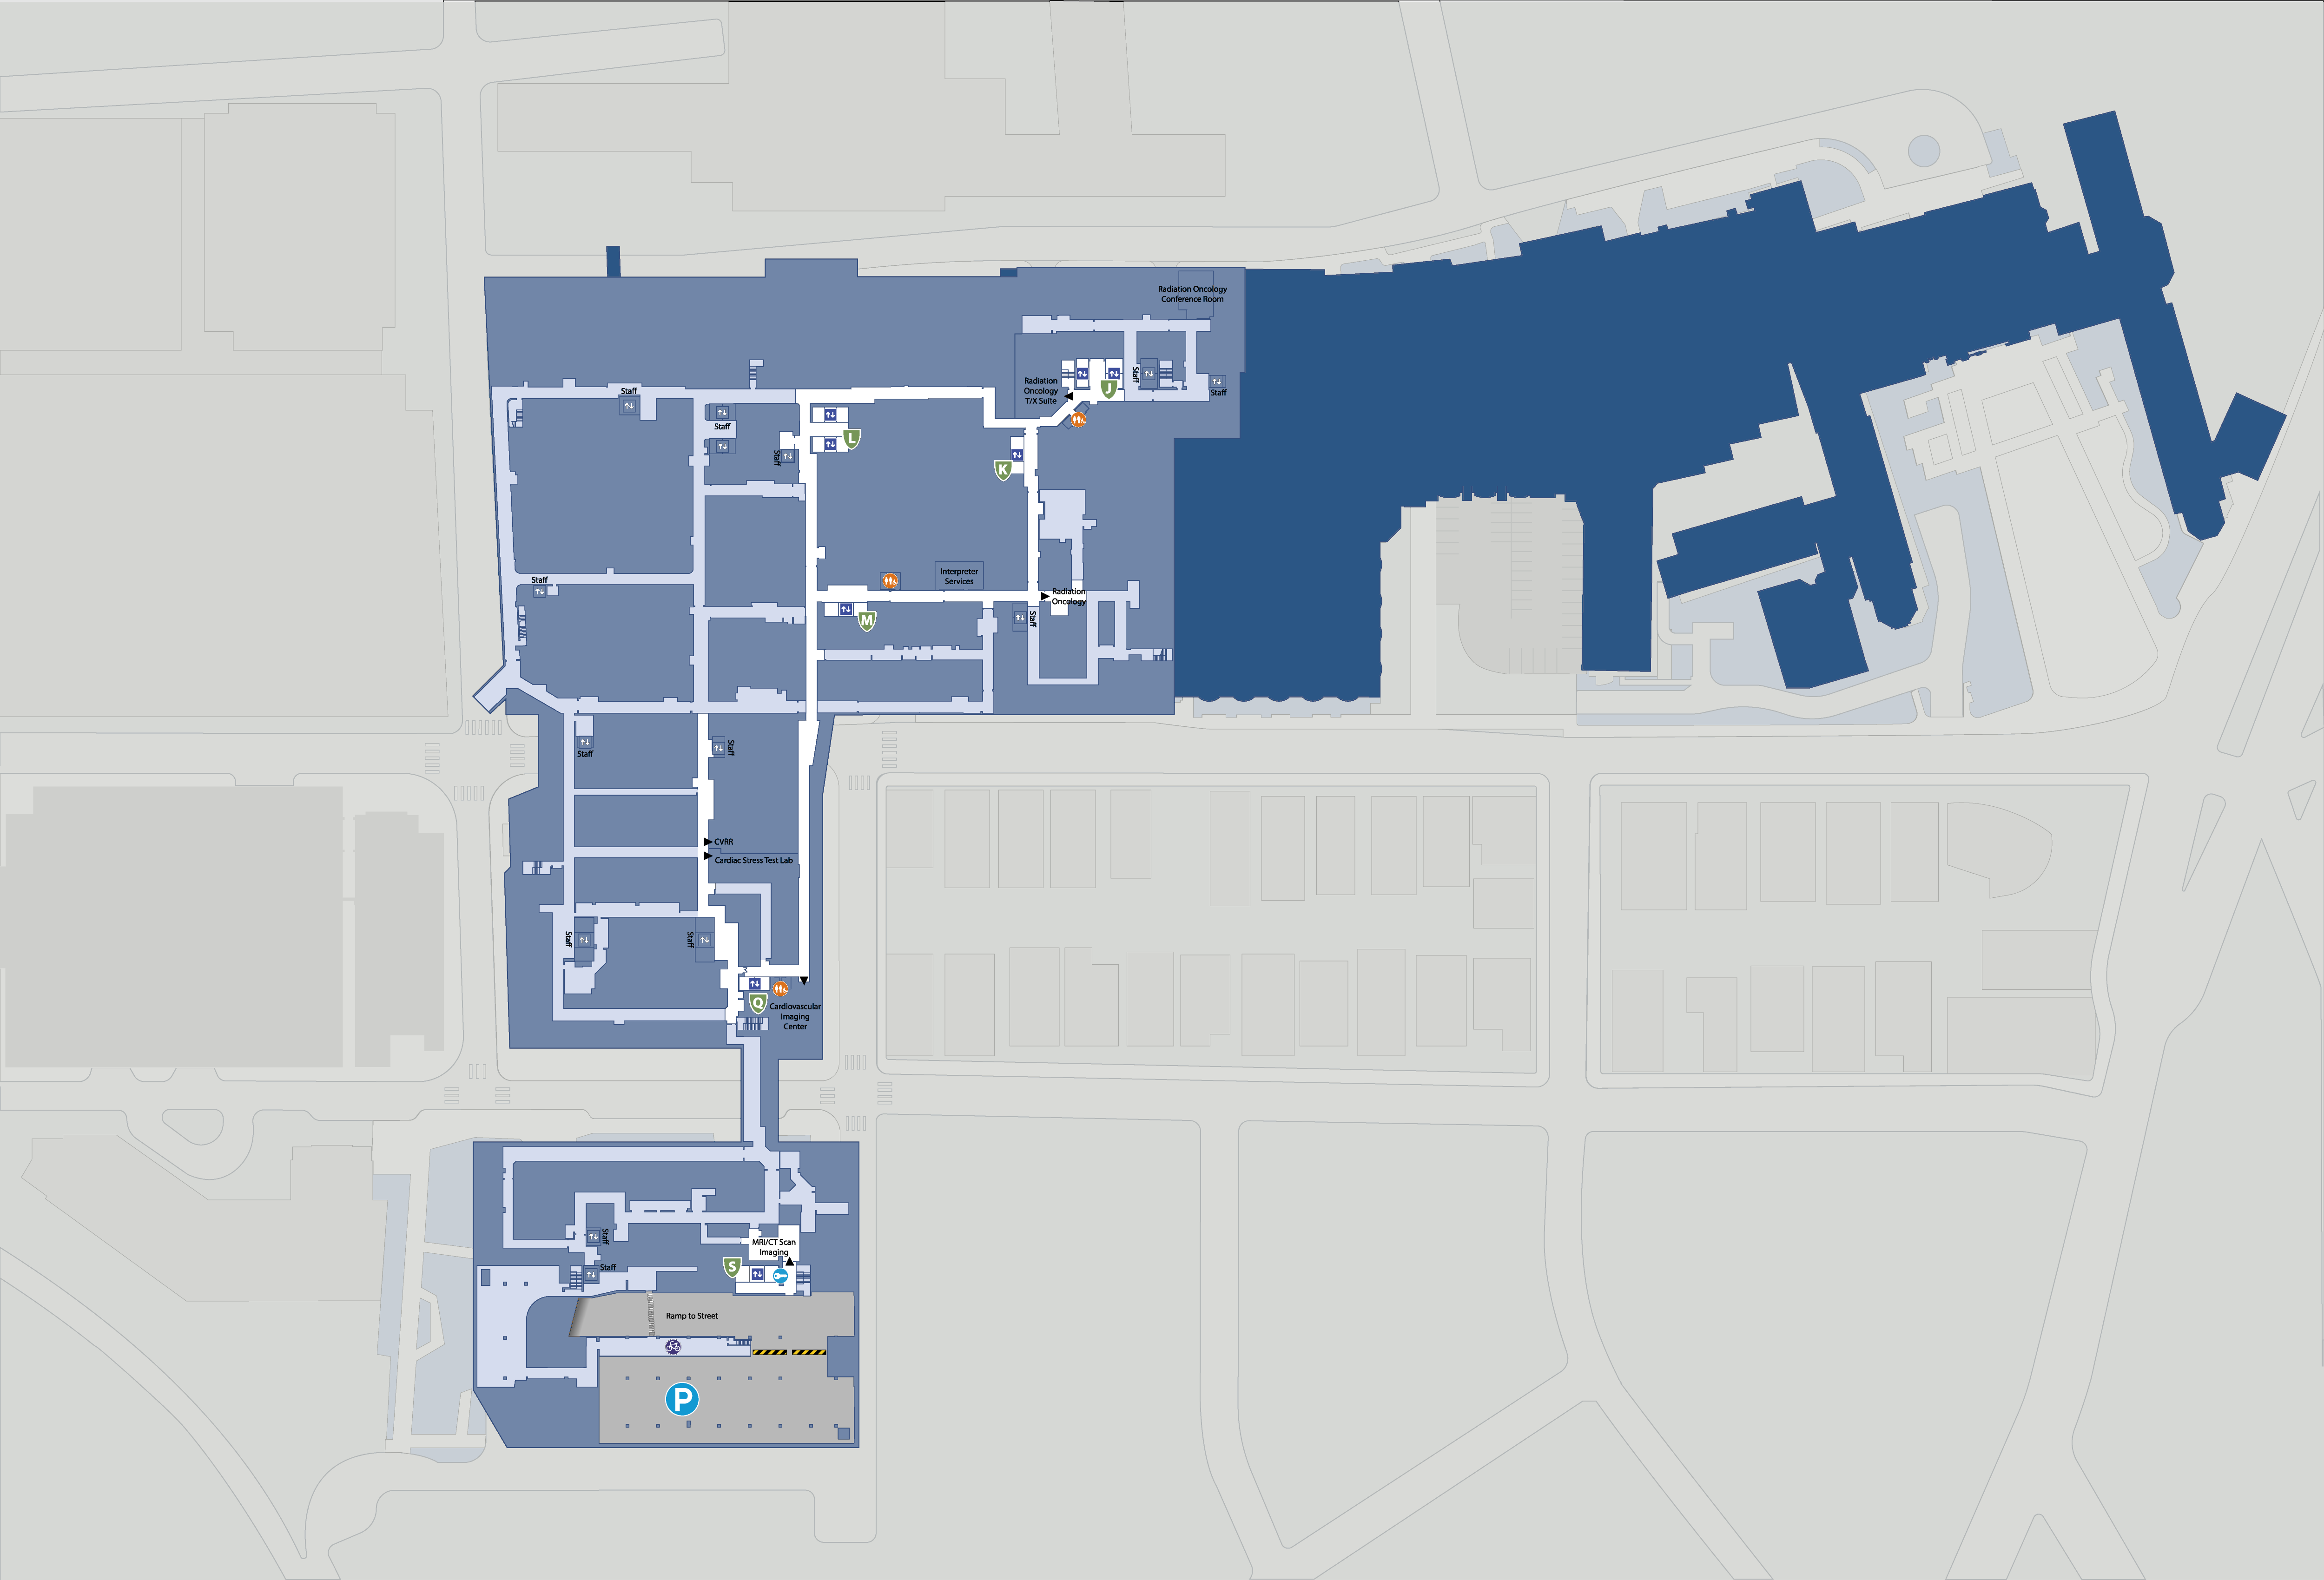 Radiation Oncology
Conference Room
Radiation
Oncology
T/X Suite
J
Staff
Staff
Staff
Staff
L
Staff
K
Staff
Interpreter
Services
Radiation
Oncology
M
Staff
Staff
Staff
CVRR
Cardiac Stress Test Lab
Staff
Staff
Q
Cardiovascular
Imaging
Center
Staff
MRI/CT Scan
Imaging
S
Staff
Ramp to Street
P